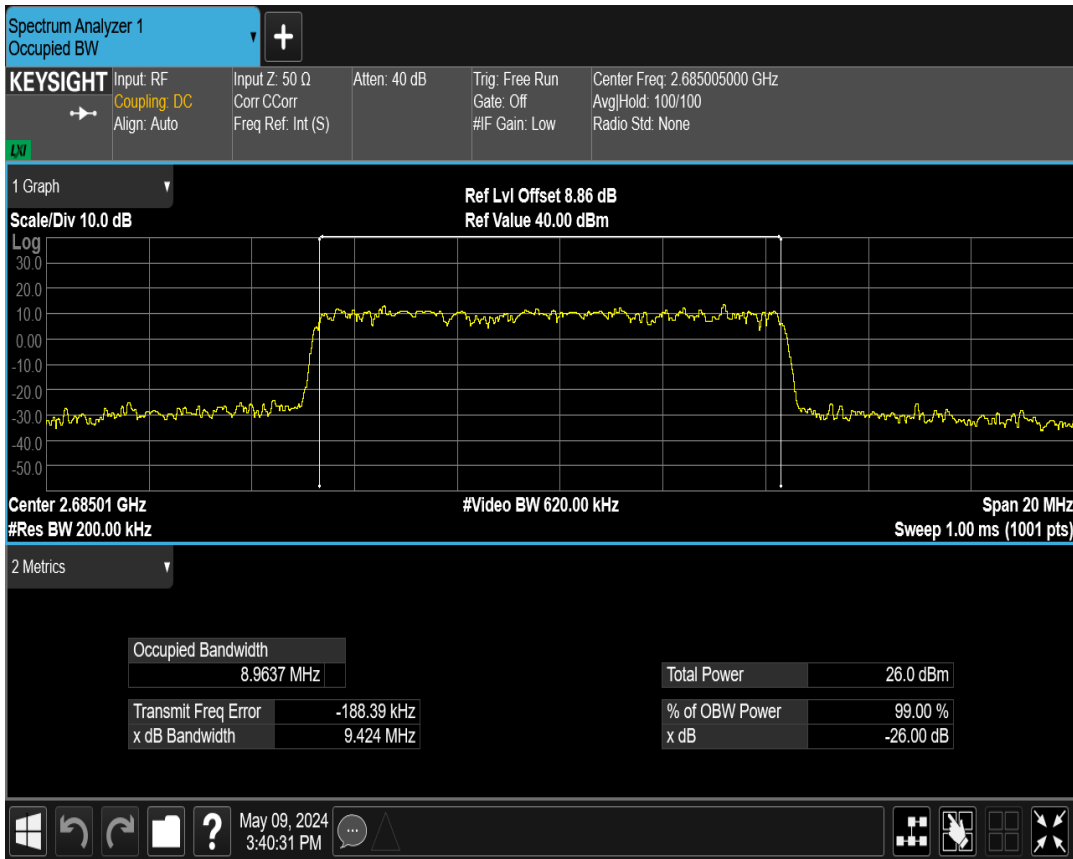 Spectrum Analyzer 1
Occupied BW
+
KEYSIGHT
LXI
Input: RF
Coupling: DC
Align: Auto
Input Z: 50 Ω
Corr CCorr
Freq Ref: Int (S)
Atten: 40 dB
Trig: Free Run
Gate: Off
#IF Gain: Low
Center Freq: 2.685005000 GHz
Avg|Hold: 100/100
Radio Std: None
1 Graph
Scale/Div 10.0 dB
Ref Lvl Offset 8.86 dB
Ref Value 40.00 dBm
Log
30.0
20.0
10.0
0.00
-10.0
-20.0
-30.0
-40.0
-50.0
Center 2.68501 GHz
#Res BW 200.00 kHz
#Video BW 620.00 kHz
Span 20 MHz
Sweep 1.00 ms (1001 pts)
2 Metrics
Occupied Bandwidth
8.9637 MHz
Transmit Freq Error -188.39 kHz
x dB Bandwidth 9.424 MHz
Total Power 26.0 dBm
% of OBW Power 99.00 %
x dB -26.00 dB
?
May 09, 2024
3:40:31 PM